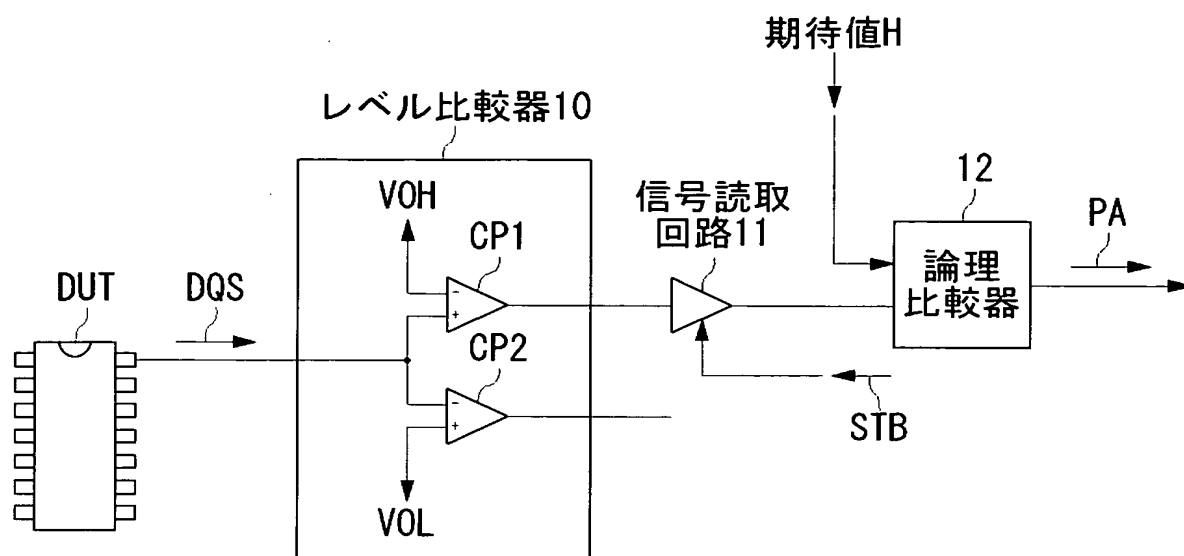 期待値H
レベル比較器10
VOH
CP1
信号読取
回路11
12
PA
DUT
DQS
論理
比較器
-
+
CP2
-
+
STB
VOL